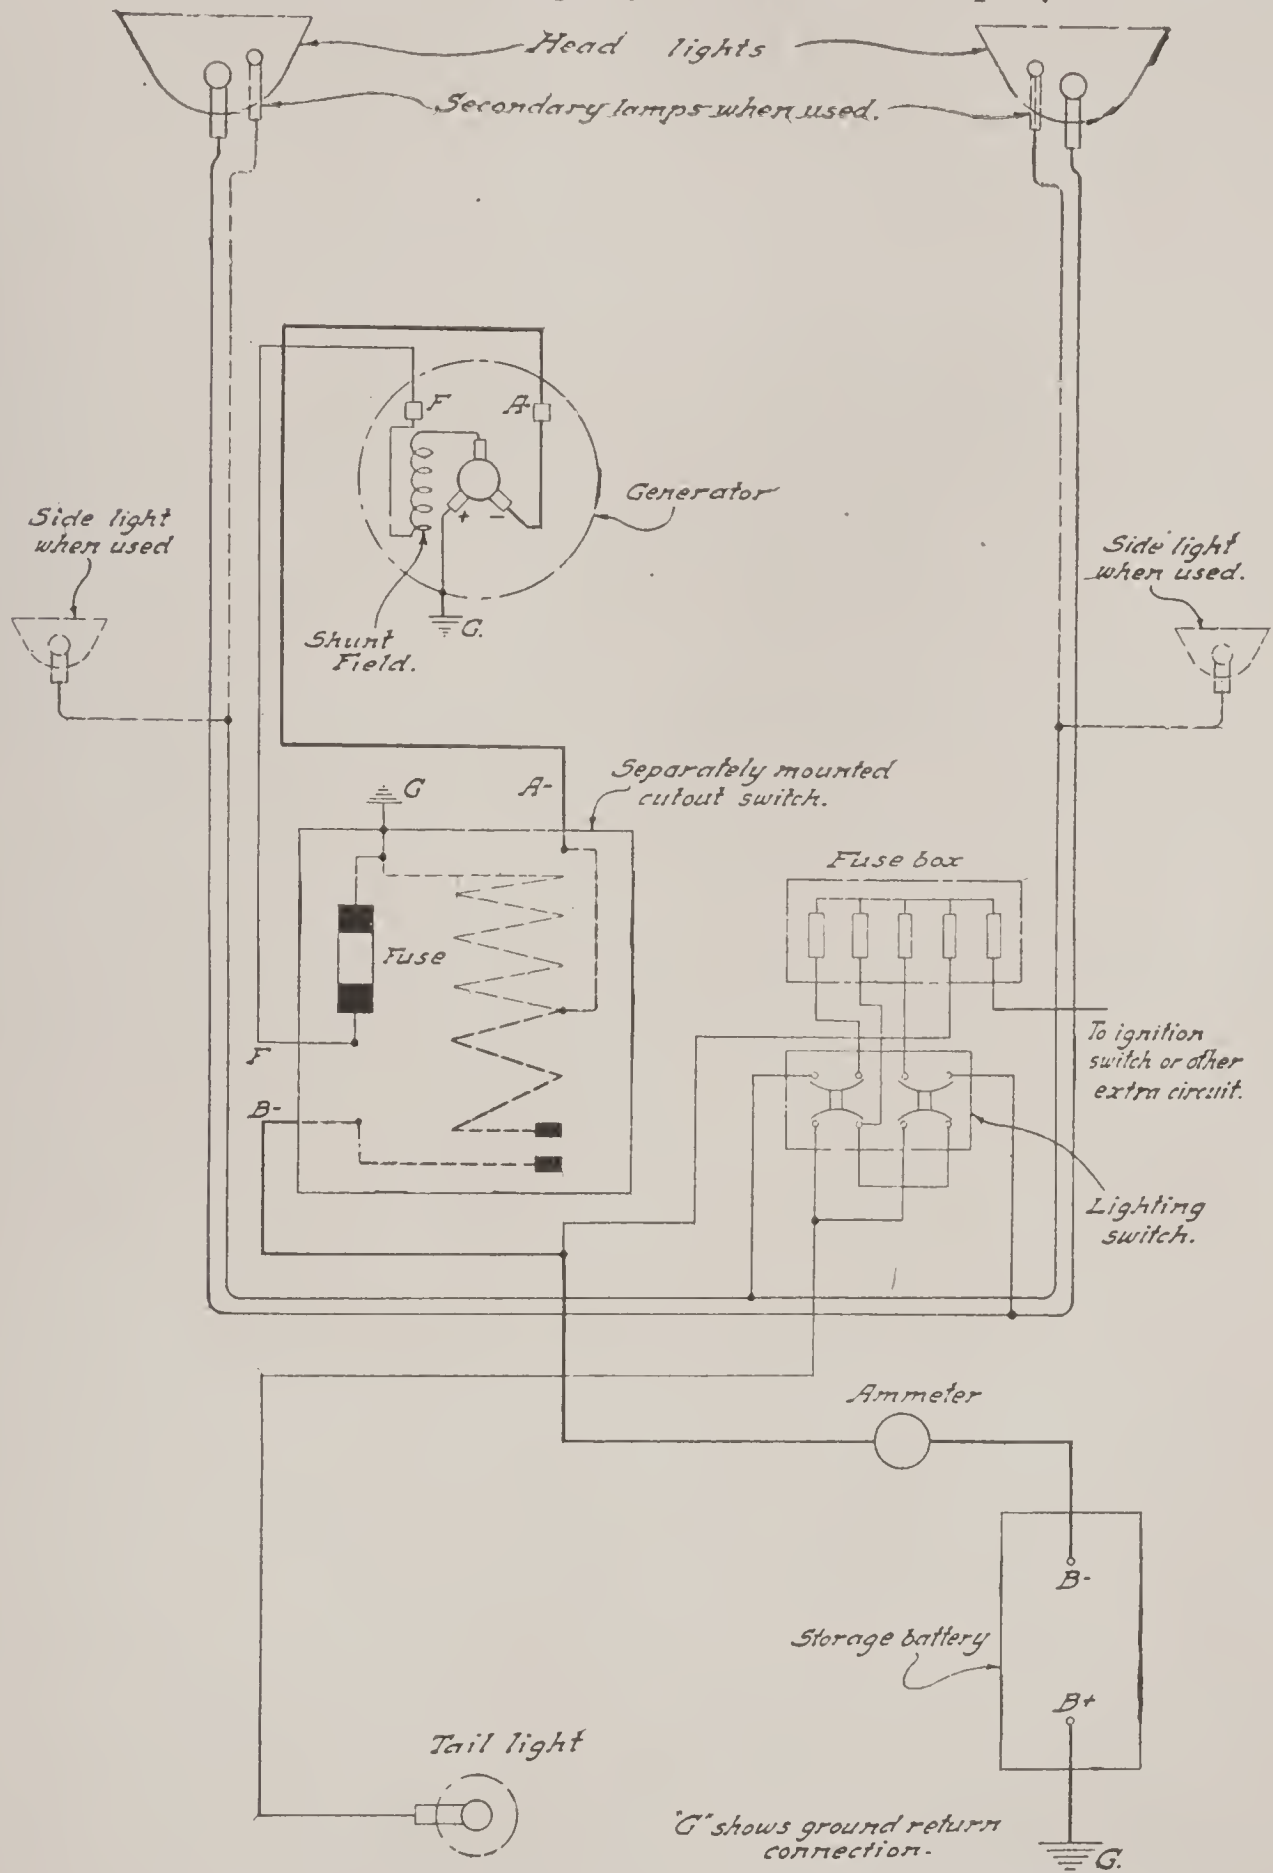 Head lights
Secondary lamps when used.
F
A-
+
-
Generator
G.
Shunt
Field.
Side light
when used
Side light
when used.
Separately mounted
cutout switch.
G
A-
Fuse box
Fuse
F
B-
To ignition
switch or other
extra circuit.
Lighting
switch.
Ammeter
B-
Storage battery
B+
Tail light
"G" shows ground return
connection.
G.